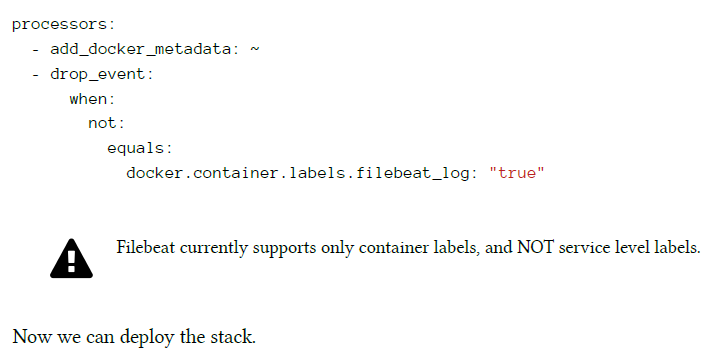 processors:
  - add_docker_metadata: ~
  - drop_event:
      when:
        not:
          equals:
            docker.container.labels.filebeat_log: "true"
Filebeat currently supports only container labels, and NOT service level labels.
Now we can deploy the stack.